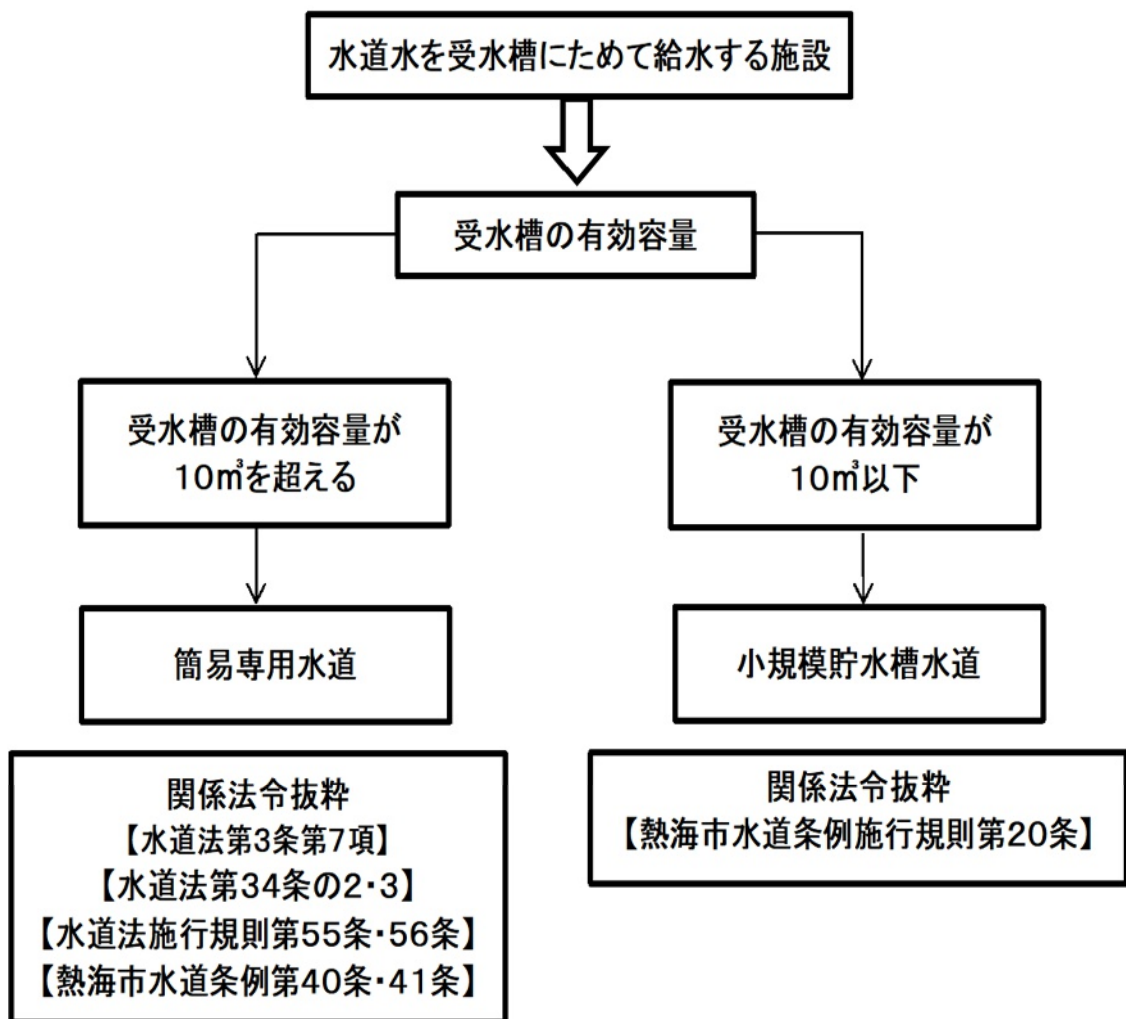 水道水を受水槽にためて給水する施設
受水槽の有効容量
受水槽の有効容量が
10㎥を超える
受水槽の有効容量が
10㎥以下
簡易専用水道
小規模貯水槽水道
関係法令抜粋
【水道法第3条第7項】
【水道法第34条の2・3】
【水道法施行規則第55条・56条】
【熱海市水道条例第40条・41条】
関係法令抜粋
【熱海市水道条例施行規則第20条】